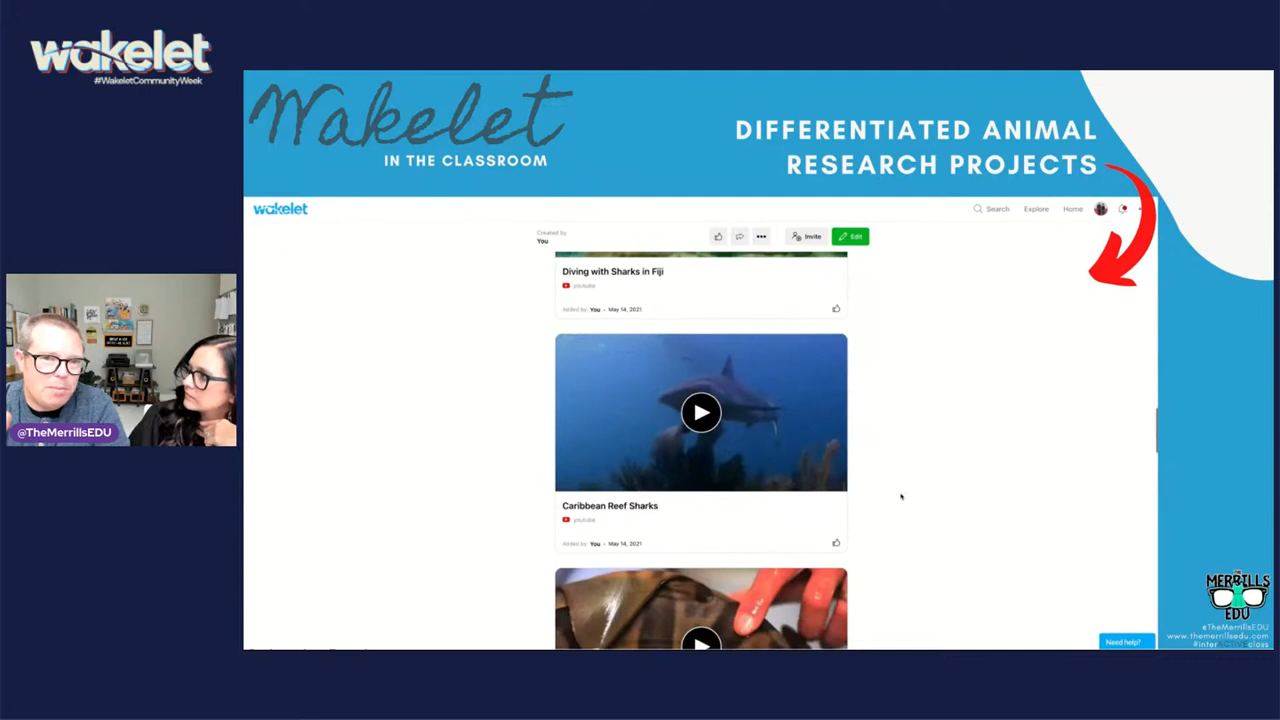 wakelet
#WakeletCommunityWeek
Wakelet
IN THE CLASSROOM
DIFFERENTIATED ANIMAL
RESEARCH PROJECTS
wakelet
Search Explore Home
Created by
You
Invite Edit
Diving with Sharks in Fiji
youtube
Added by: You - May 14, 2021
Caribbean Reef Sharks
youtube
Added by: You - May 14, 2021
@TheMerrillsEDU
THE
MERRILLS
EDU
@TheMerrillsEDU
www.themerrillsedu.com
#interACTIVEclass
Need help?